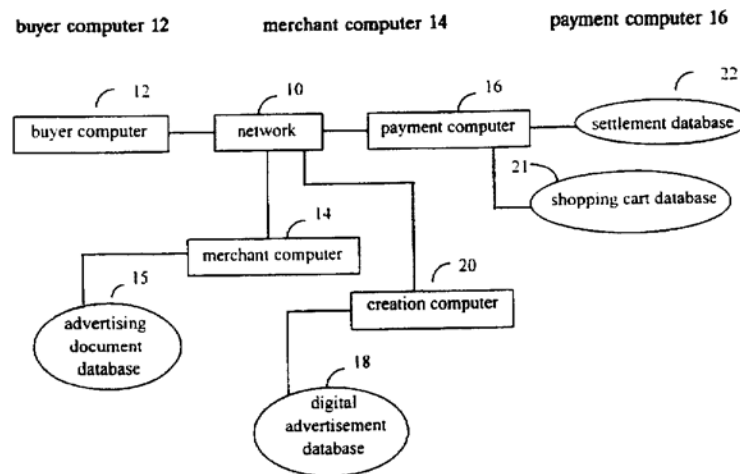 buyer computer 12 merchant computer 14 payment computer 16
12 10 16 22
buyer computer network payment computer settlement database
21
shopping cart database
14
merchant computer
15 20
creation computer
advertising
document
database
18
digital
advertisement
database